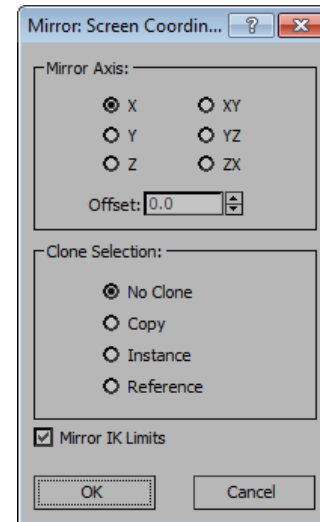 Mirror: Screen Coordin... ?
Mirror Axis:
X XY
Y YZ
Z ZX
Offset: 0.0
Clone Selection:
No Clone
Copy
Instance
Reference
Mirror IK Limits
OK Cancel